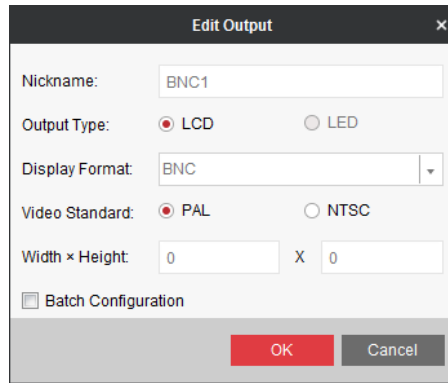 Edit Output ×
Nickname: BNC1
Output Type: LCD LED
Display Format: BNC
Video Standard: PAL NTSC
Width × Height: 0 X 0
Batch Configuration
OK Cancel